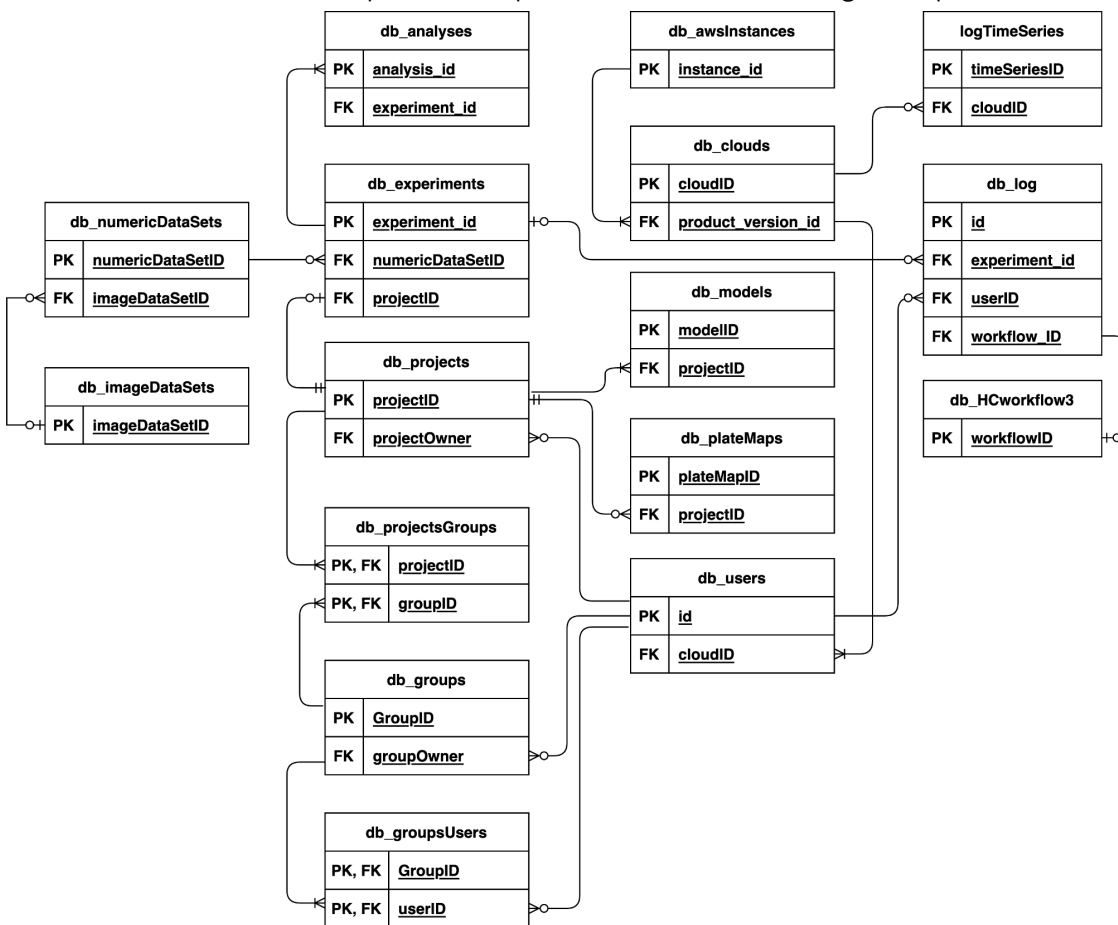 db_analyses
PK analysis_id
FK experiment_id
db_awsInstances
PK instance_id
logTimeSeries
PK timeSeriesID
FK cloudID
db_clouds
PK cloudID
FK product_version_id
db_experiments
PK experiment_id
FK numericDataSetID
FK projectID
db_log
PK id
FK experiment_id
FK userID
FK workflow_ID
db_numericDataSets
PK numericDataSetID
FK imageDataSetID
db_models
PK modelID
FK projectID
db_projects
PK projectID
FK projectOwner
db_imageDataSets
PK imageDataSetID
db_HCworkflow3
PK workflowID
db_plateMaps
PK plateMapID
FK projectID
db_projectsGroups
PK, FK projectID
PK, FK groupID
db_users
PK id
FK cloudID
db_groups
PK GroupID
FK groupOwner
db_groupsUsers
PK, FK GroupID
PK, FK userID